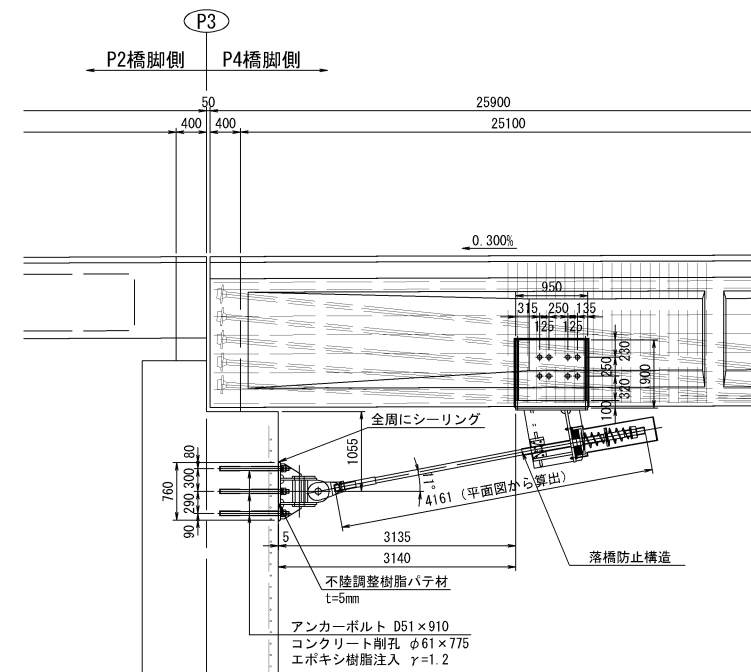 P3
P2橋脚側
P4橋脚側
50
25900
400
400
25100
0.300%
950
315
250
135
125
125
230
250
320
100
900
全周にシーリング
1055
80
300
290
90
760
11°
4161 (平面図から算出)
5
3135
3140
落橋防止構造
不陸調整樹脂パテ材
t=5mm
アンカーボルト D51×910
コンクリート削孔 φ61×775
エポキシ樹脂注入 γ=1.2